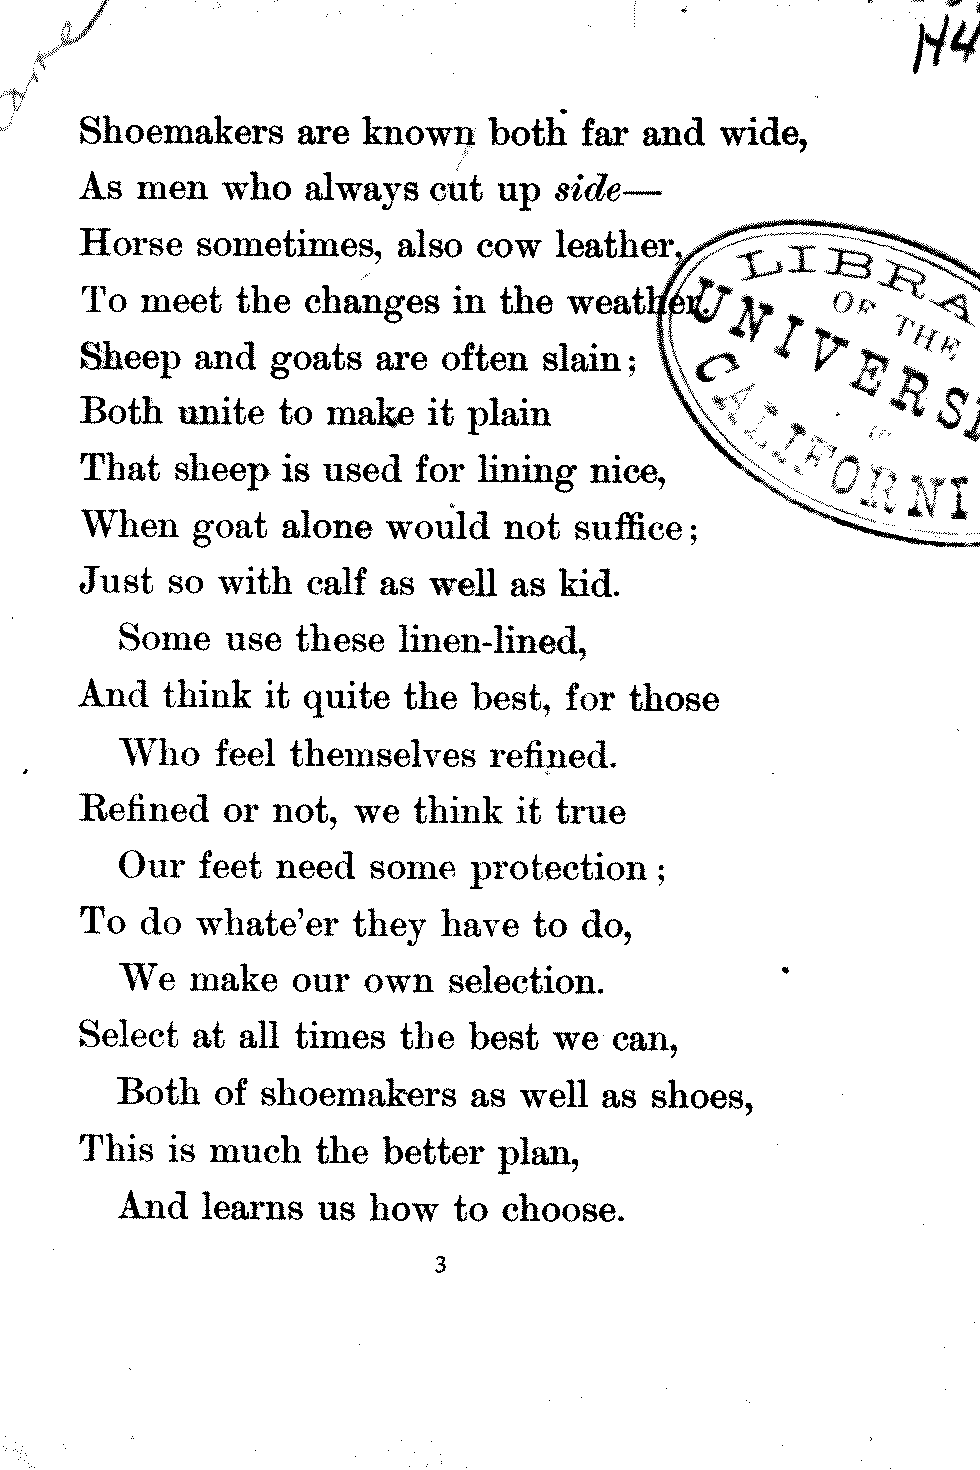 H4
Shoemakers are known both far and wide,
As men who always cut up side—
Horse sometimes, also cow leather,
To meet the changes in the weather.
Sheep and goats are often slain;
Both unite to make it plain
That sheep is used for lining nice,
When goat alone would not suffice;
Just so with calf as well as kid.
Some use these linen-lined,
And think it quite the best, for those
Who feel themselves refined.
Refined or not, we think it true
Our feet need some protection;
To do whate'er they have to do,
We make our own selection.
Select at all times the best we can,
Both of shoemakers as well as shoes,
This is much the better plan,
And learns us how to choose.
3
LIBRA
OF THE
UNIVERSI
OF
CALIFORNI